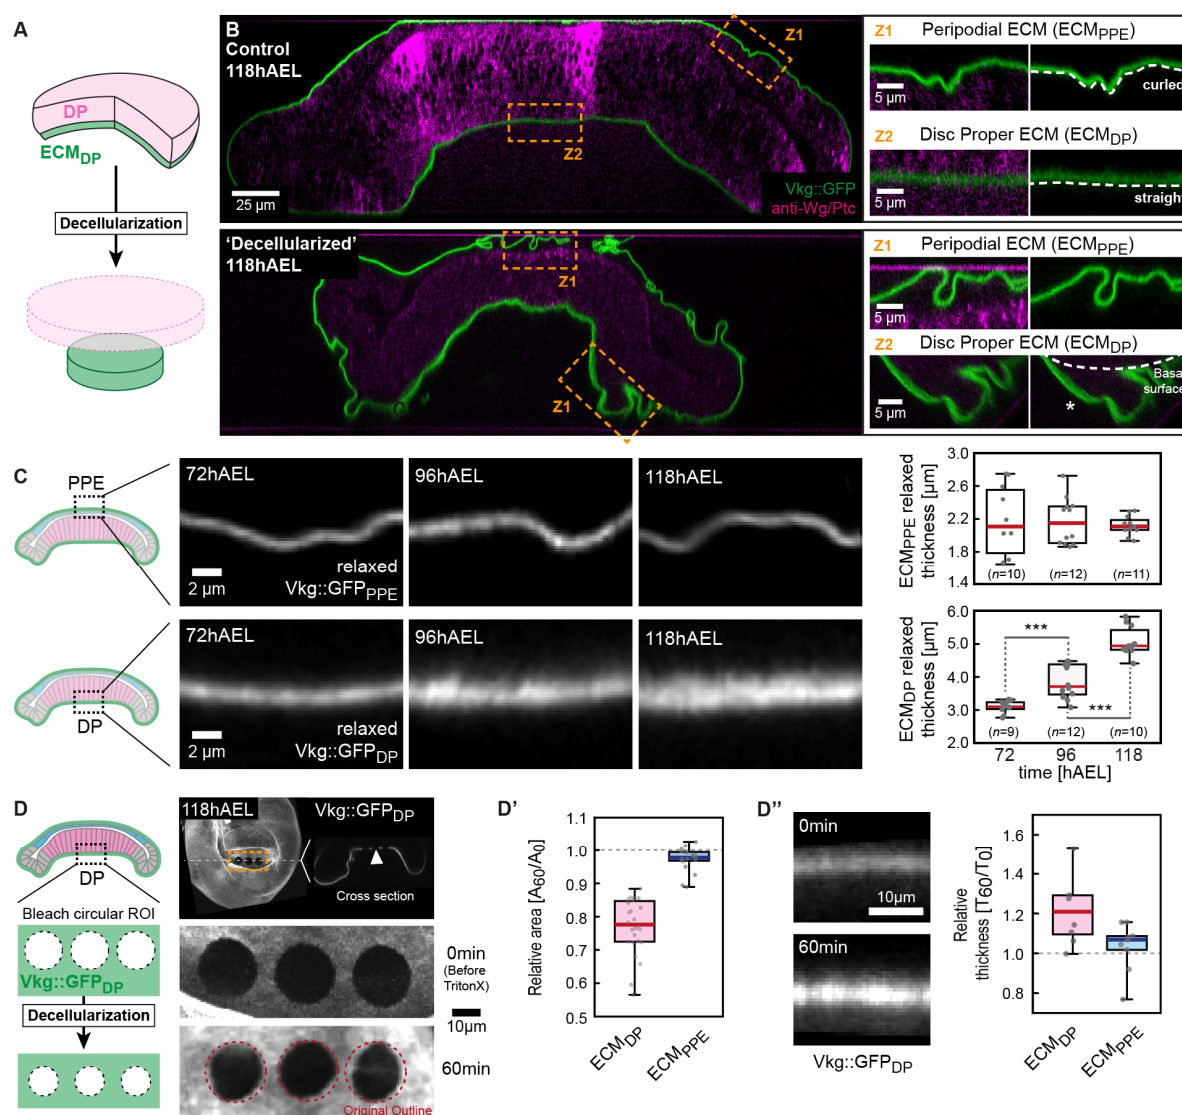 A
DP
ECMDP
Decellularization
B
Control
118hAEL
Z1
Z2
25 µm
Vkg::GFP
anti-Wg/Ptc
Z1 Peripodial ECM (ECMPPE)
5 µm
curled
Z2 Disc Proper ECM (ECMDP)
5 µm
straight
'Decellularized'
118hAEL
Z1
Z1
Z1 Peripodial ECM (ECMPPE)
5 µm
Z2 Disc Proper ECM (ECMDP)
Basal
surface
5 µm
*
C
PPE
72hAEL
96hAEL
118hAEL
relaxed
2 µm
Vkg::GFPPPE
DP
72hAEL
96hAEL
118hAEL
relaxed
2 µm
Vkg::GFPDP
ECMPPE relaxed
thickness [µm]
3.0
2.6
2.2
1.8
1.4
(n=10) (n=12) (n=11)
ECMDP relaxed
thickness [µm]
6.0
5.0
4.0
3.0
2.0
***
***
(n=9) (n=12) (n=10)
72 96 118
time [hAEL]
D
DP
Bleach circular ROI
Vkg::GFPDP
Decellularization
118hAEL
Vkg::GFPDP
Cross section
0min
(Before
TritonX)
10µm
60min
Original Outline
D'
Relative area [A60/A0]
1.1
1.0
0.9
0.8
0.7
0.6
0.5
ECMDP
ECMPPE
D''
0min
10µm
60min
Vkg::GFPDP
Relative
thickness [T60/T0]
1.6
1.4
1.2
1.0
0.8
ECMDP
ECMPPE